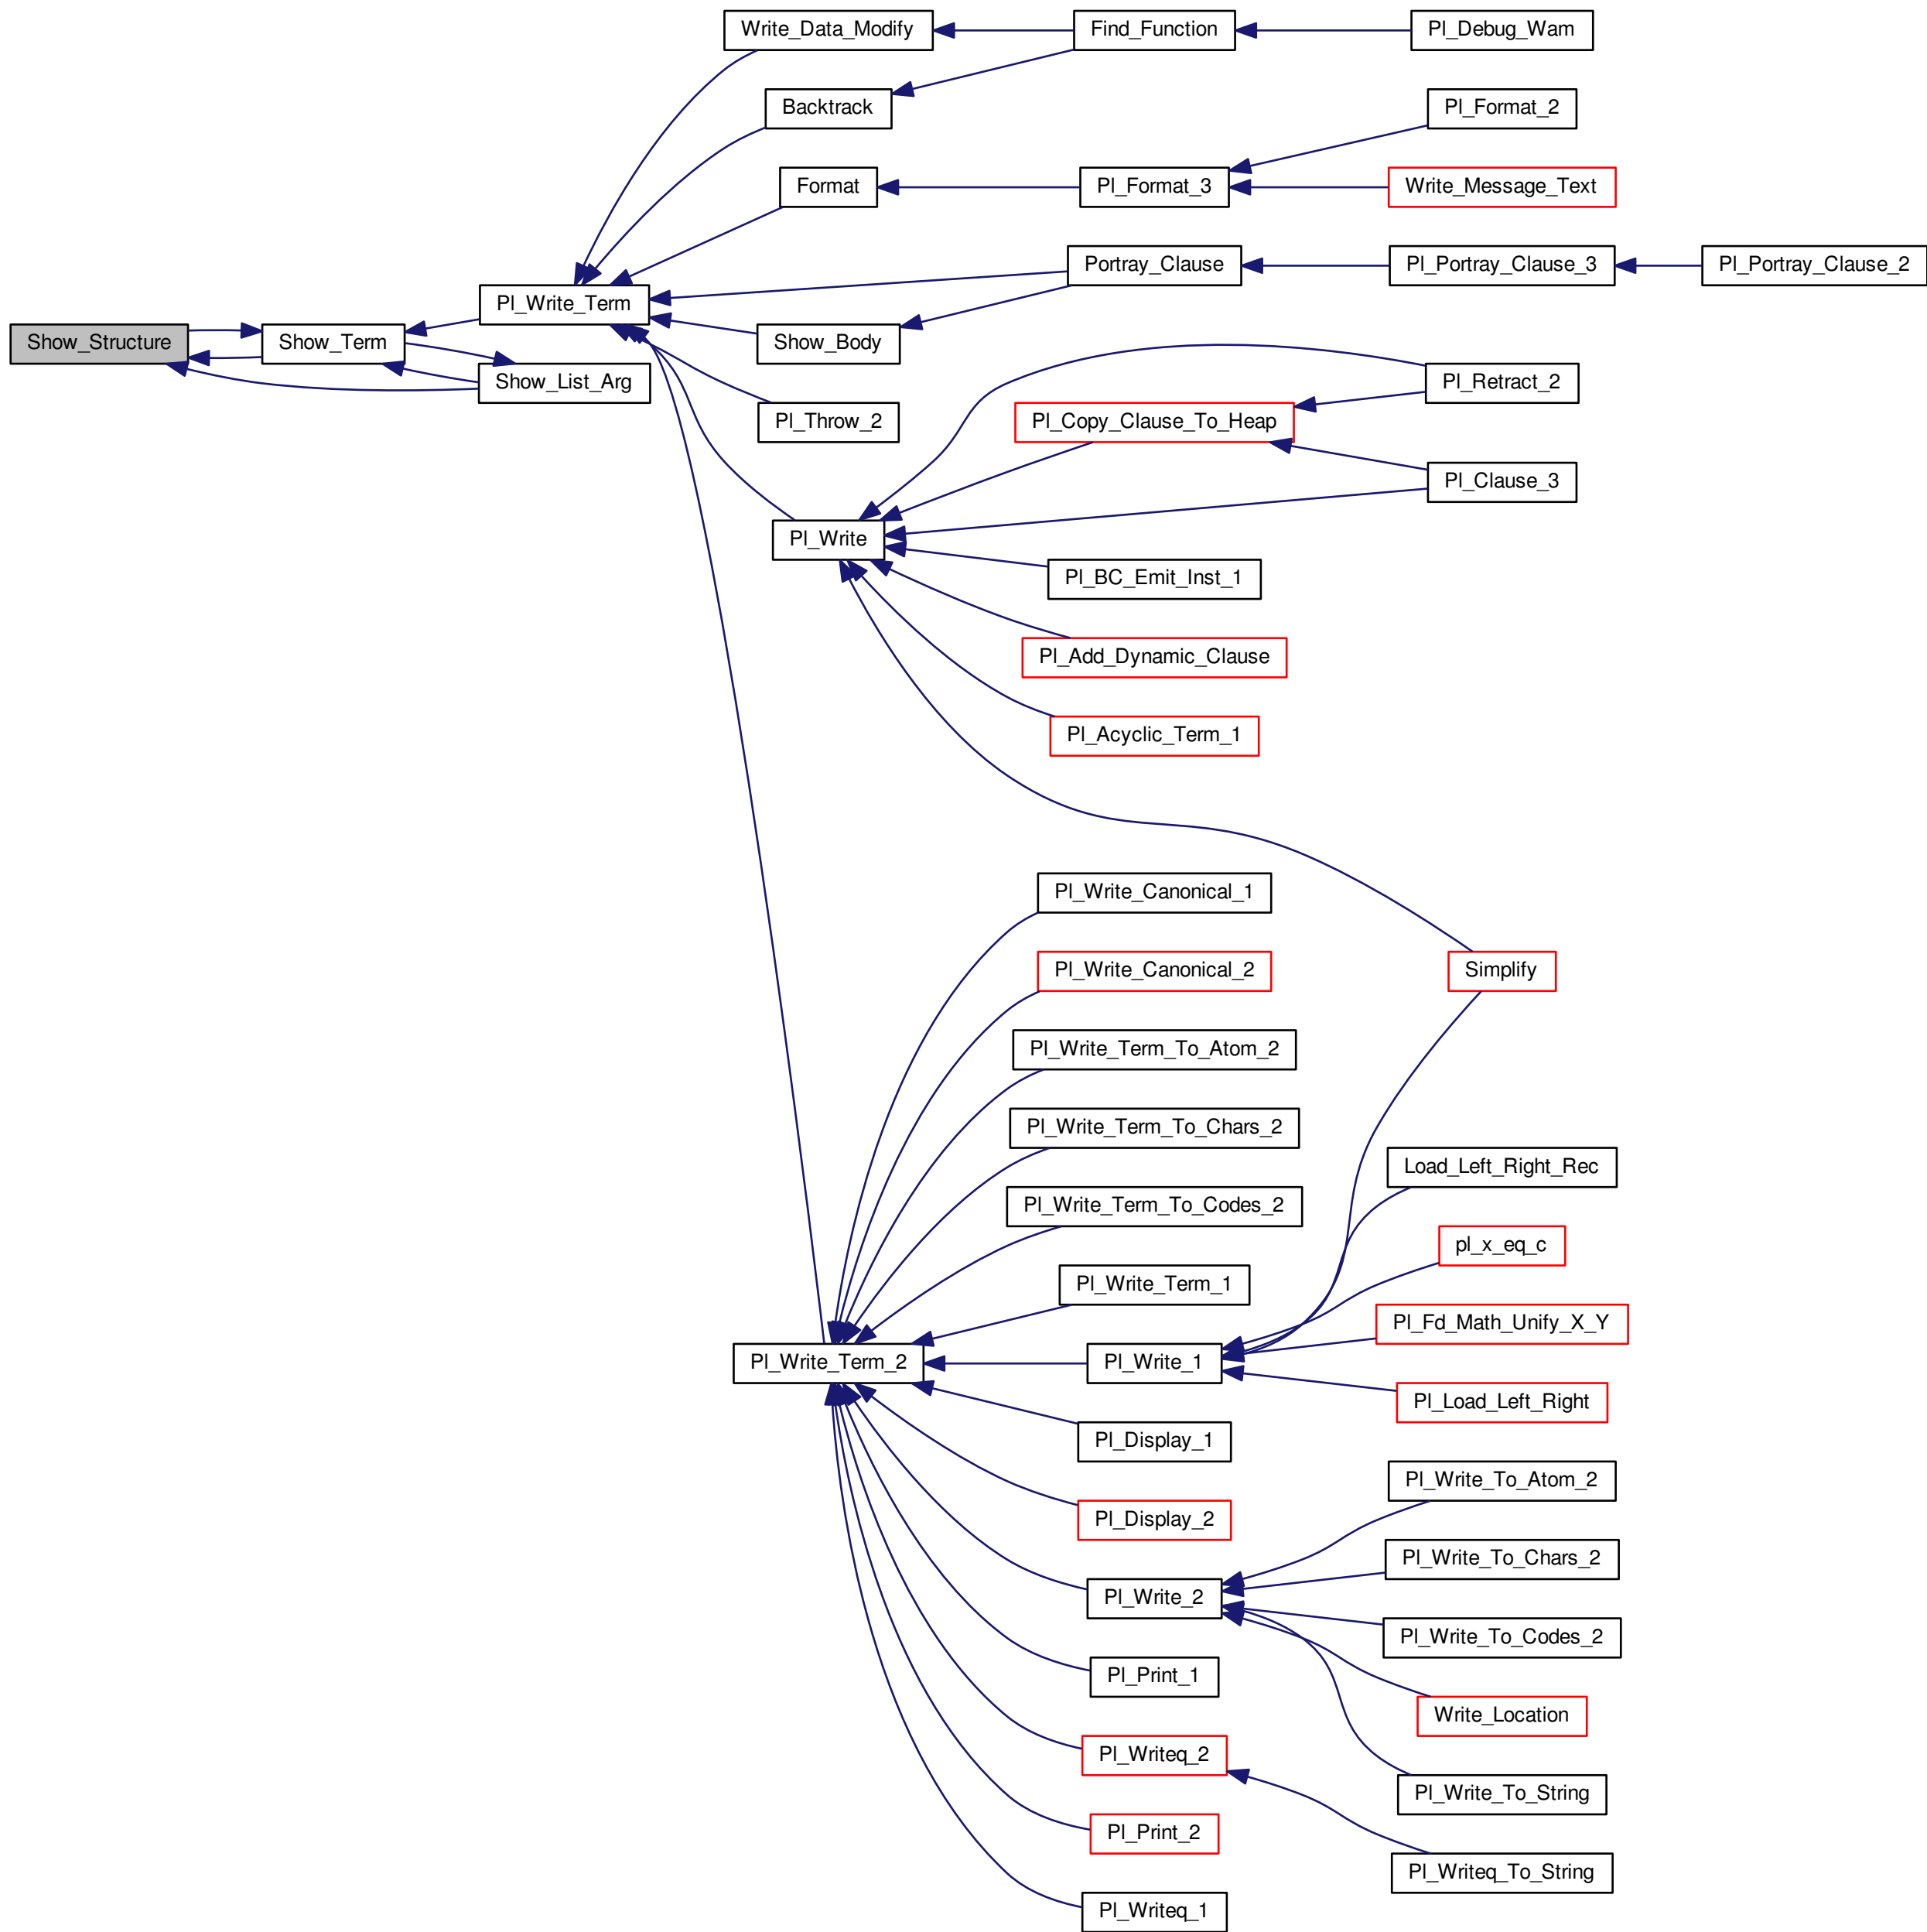 Write_Data_Modify
Find_Function
Pl_Debug_Wam
Backtrack
Pl_Format_2
Format
Pl_Format_3
Write_Message_Text
Portray_Clause
Pl_Portray_Clause_3
Pl_Portray_Clause_2
Pl_Write_Term
Show_Structure
Show_Term
Show_Body
Show_List_Arg
Pl_Retract_2
Pl_Throw_2
Pl_Copy_Clause_To_Heap
Pl_Clause_3
Pl_Write
Pl_BC_Emit_Inst_1
Pl_Add_Dynamic_Clause
Pl_Acyclic_Term_1
Pl_Write_Canonical_1
Pl_Write_Canonical_2
Simplify
Pl_Write_Term_To_Atom_2
Pl_Write_Term_To_Chars_2
Load_Left_Right_Rec
Pl_Write_Term_To_Codes_2
pl_x_eq_c
Pl_Write_Term_1
Pl_Fd_Math_Unify_X_Y
Pl_Write_Term_2
Pl_Write_1
Pl_Load_Left_Right
Pl_Display_1
Pl_Write_To_Atom_2
Pl_Display_2
Pl_Write_To_Chars_2
Pl_Write_2
Pl_Write_To_Codes_2
Pl_Print_1
Write_Location
Pl_Writeq_2
Pl_Write_To_String
Pl_Print_2
Pl_Writeq_To_String
Pl_Writeq_1